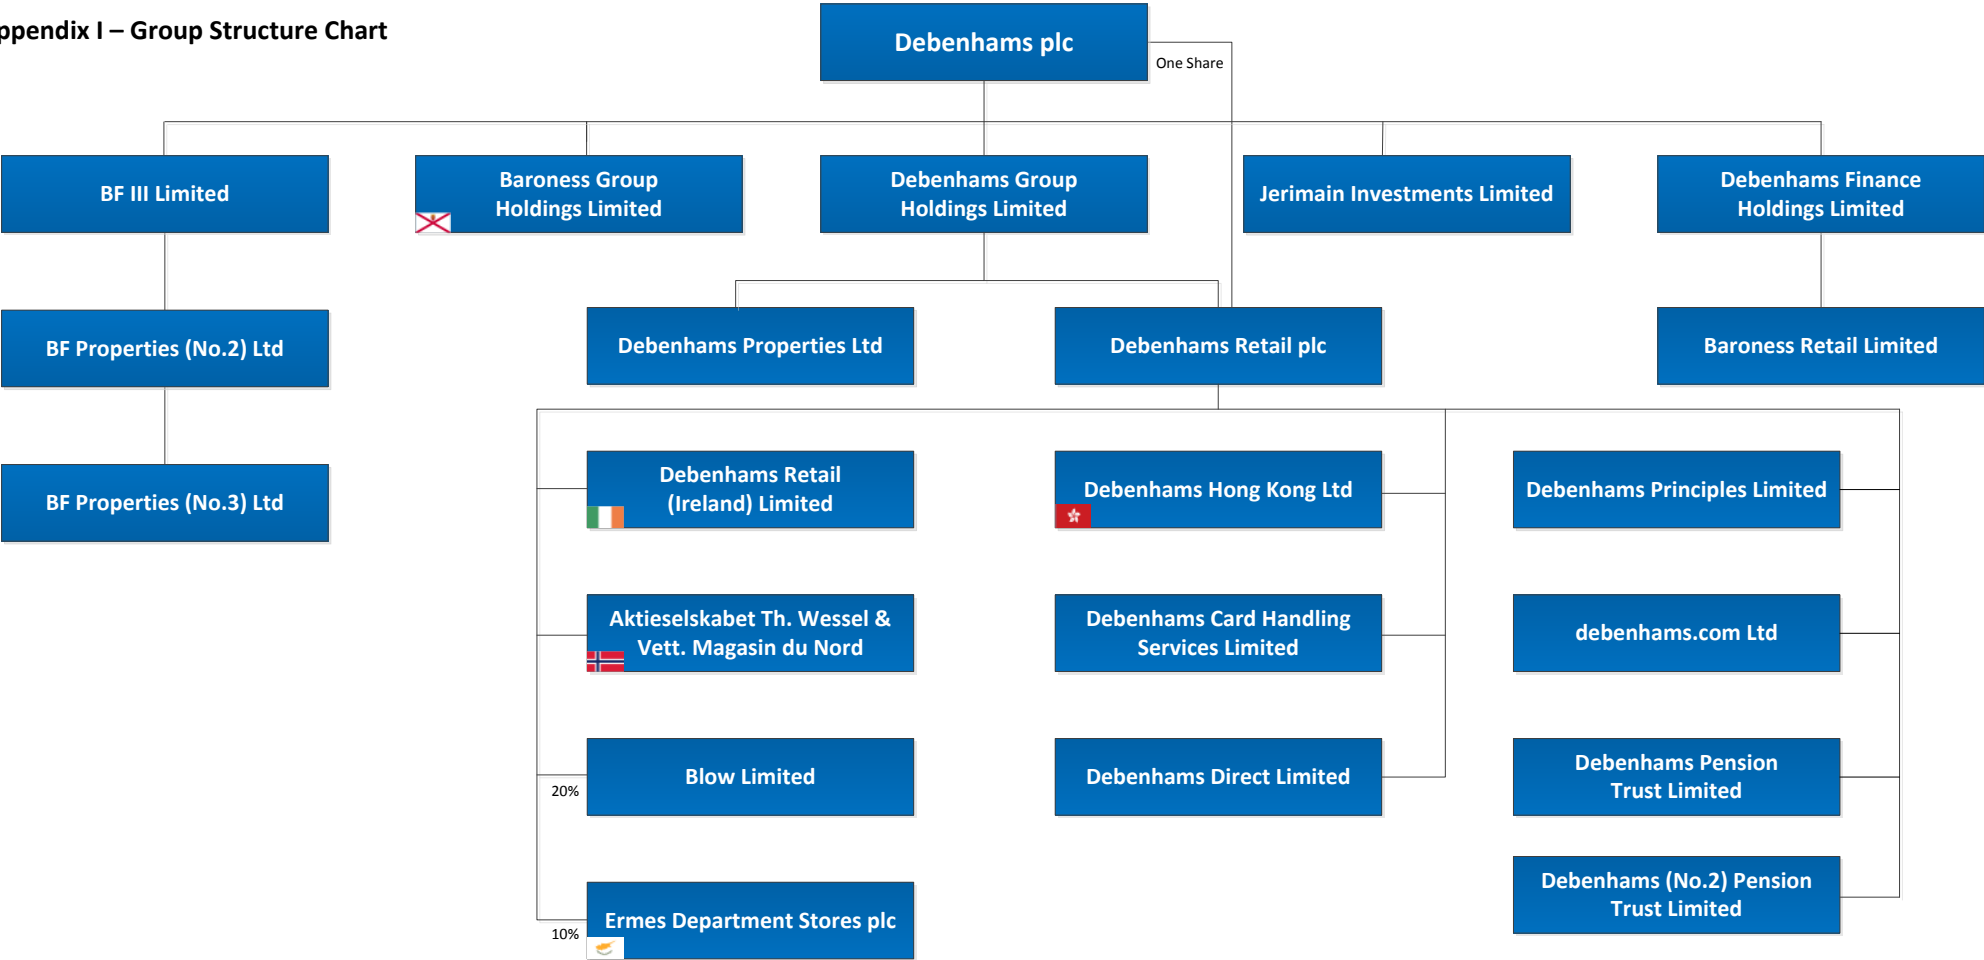 ppendix I – Group Structure Chart
Debenhams plc
One Share
BF III Limited
Baroness Group
Holdings Limited
Debenhams Group
Holdings Limited
Jerimain Investments Limited
Debenhams Finance
Holdings Limited
BF Properties (No.2) Ltd
Debenhams Properties Ltd
Debenhams Retail plc
Baroness Retail Limited
BF Properties (No.3) Ltd
Debenhams Retail
(Ireland) Limited
Debenhams Hong Kong Ltd
Debenhams Principles Limited
Aktieselskabet Th. Wessel &
Vett. Magasin du Nord
Debenhams Card Handling
Services Limited
debenhams.com Ltd
20%
Blow Limited
Debenhams Direct Limited
Debenhams Pension
Trust Limited
10%
Ermes Department Stores plc
Debenhams (No.2) Pension
Trust Limited